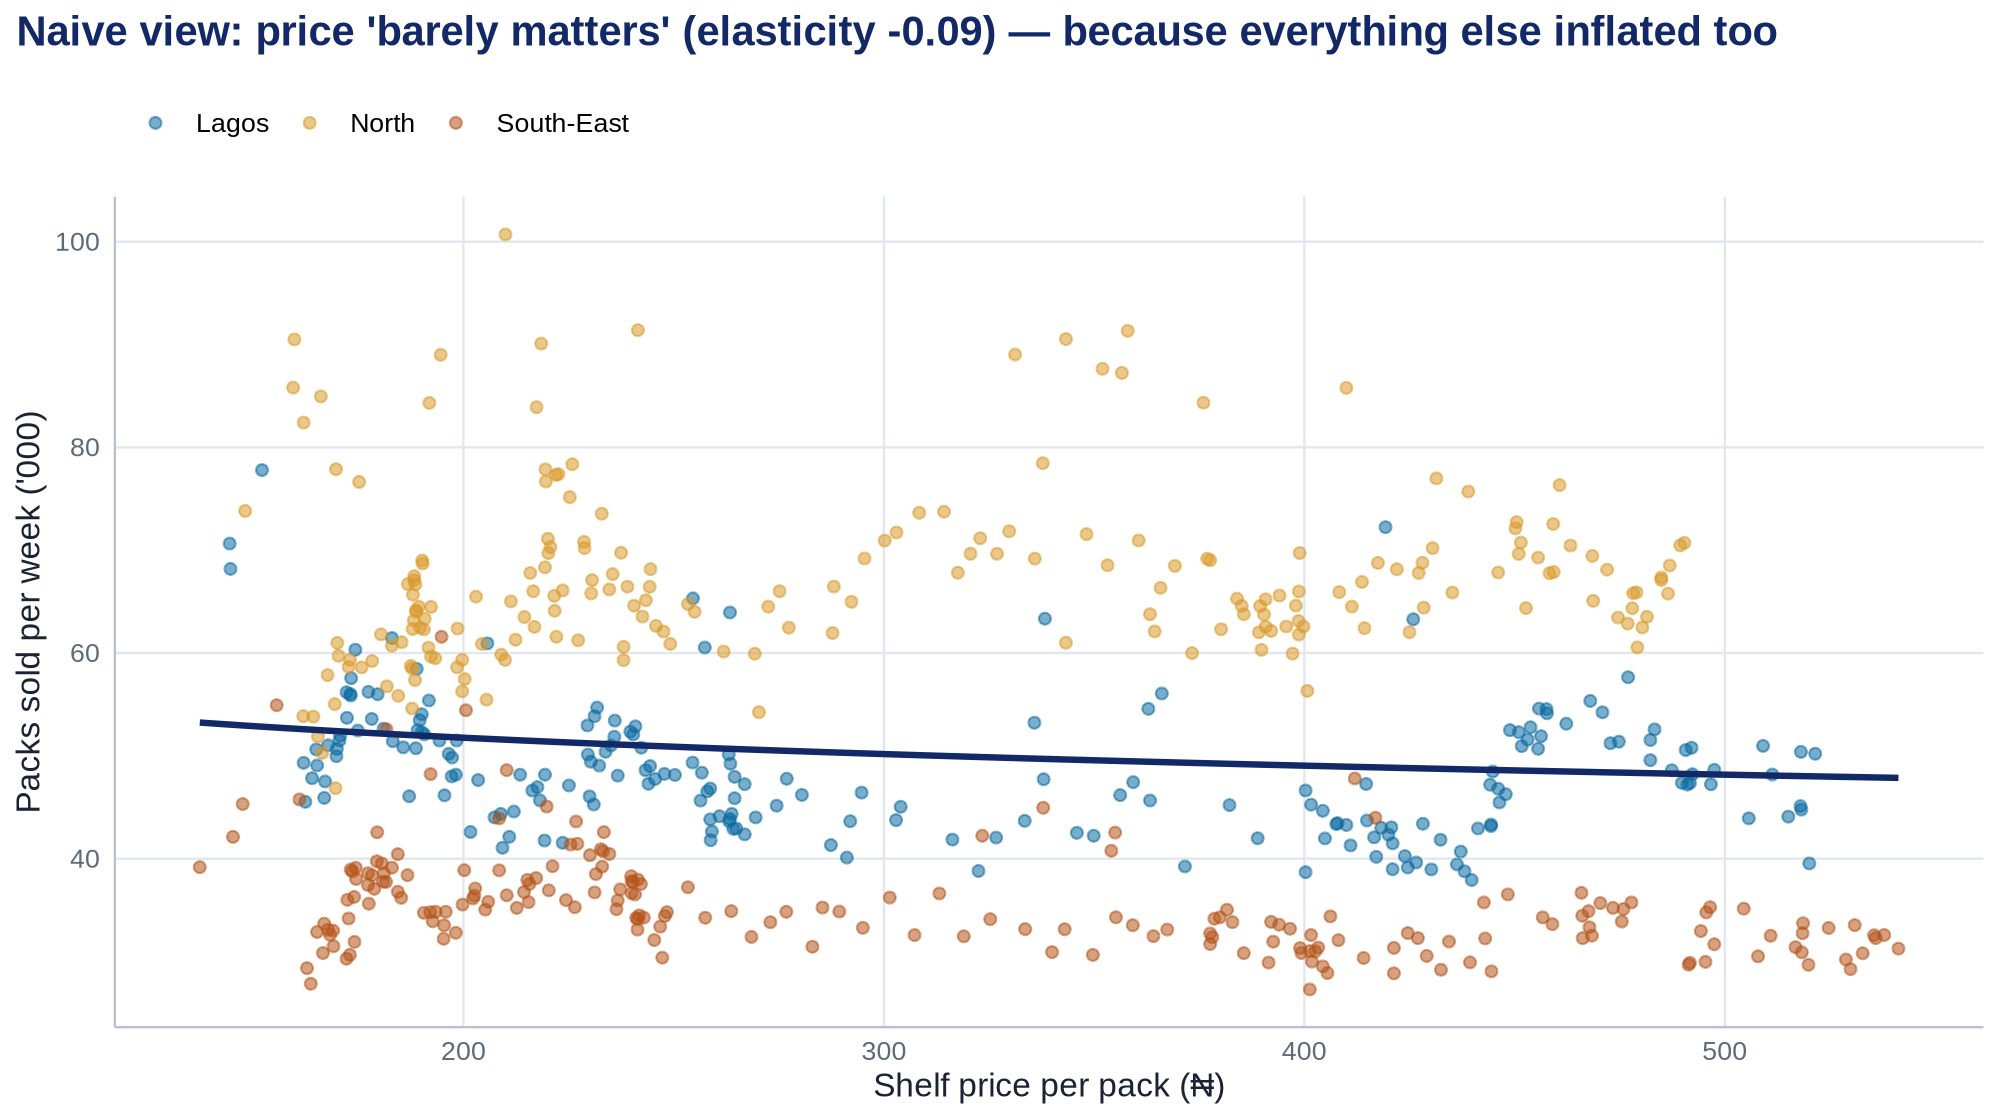 Naive view: price 'barely matters' (elasticity -0.09) — because everything else inflated too
Lagos
North
South-East
Packs sold per week ('000)
100
80
60
40
200
300
400
500
Shelf price per pack (₦)